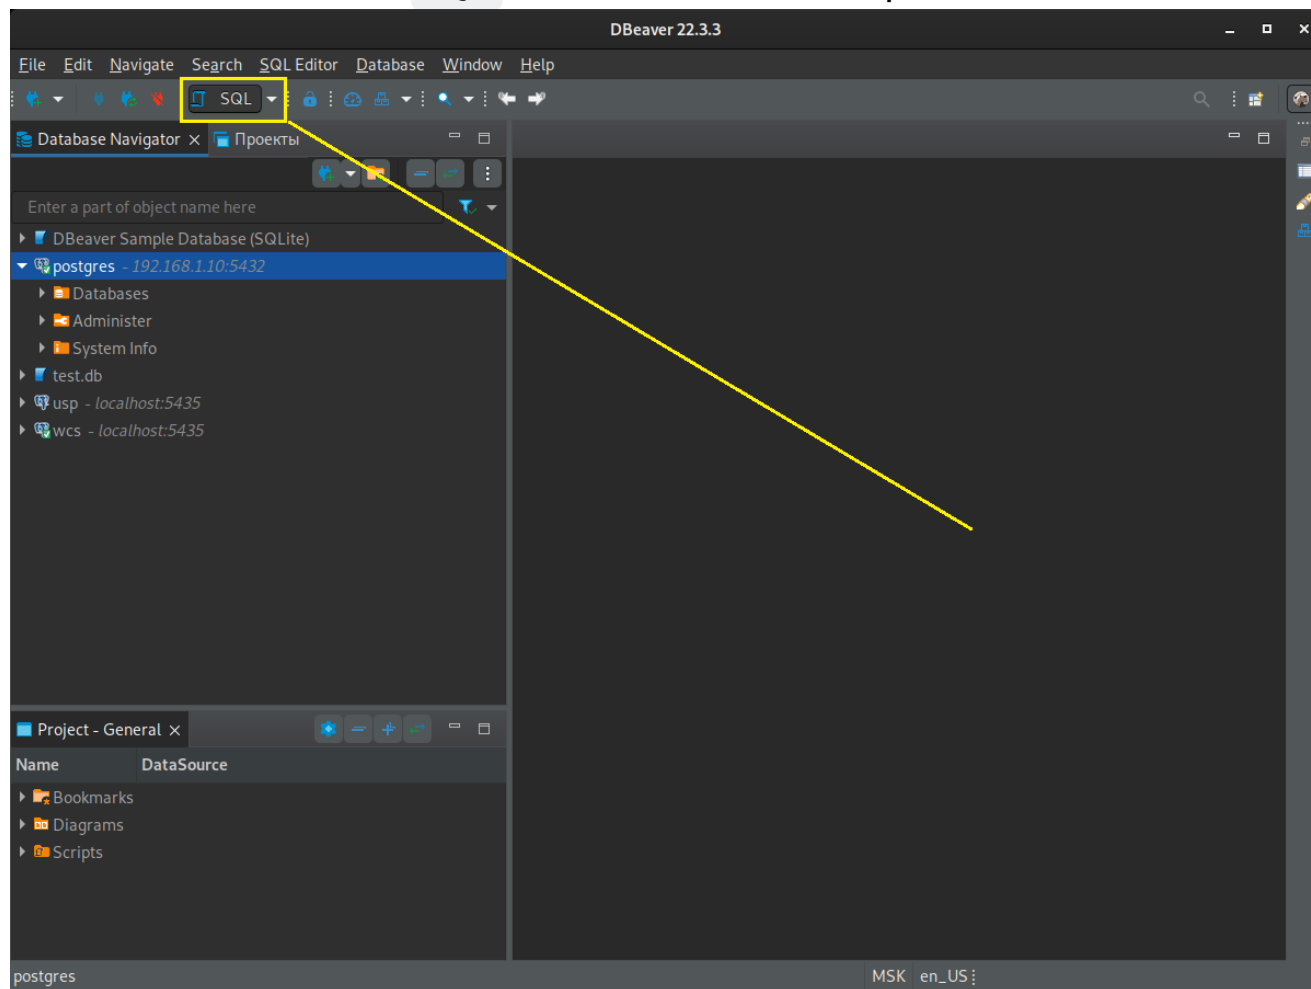 DBeaver 22.3.3
File Edit Navigate Search SQL Editor Database Window Help
SQL
Database Navigator Проекты
Enter a part of object name here
DBeaver Sample Database (SQLite)
postgres - 192.168.1.10:5432
Databases
Administer
System Info
test.db
usp - localhost:5435
wcs - localhost:5435
Project - General
Name DataSource
Bookmarks
Diagrams
Scripts
postgres MSK en_US